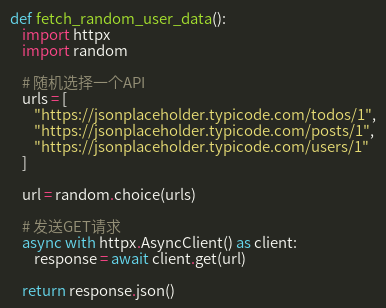 def fetch_random_user_data():
    import httpx
    import random

    # 随机选择一个API
    urls = [
        "https://jsonplaceholder.typicode.com/todos/1",
        "https://jsonplaceholder.typicode.com/posts/1",
        "https://jsonplaceholder.typicode.com/users/1"
    ]

    url = random.choice(urls)

    # 发送GET请求
    async with httpx.AsyncClient() as client:
        response = await client.get(url)

    return response.json()